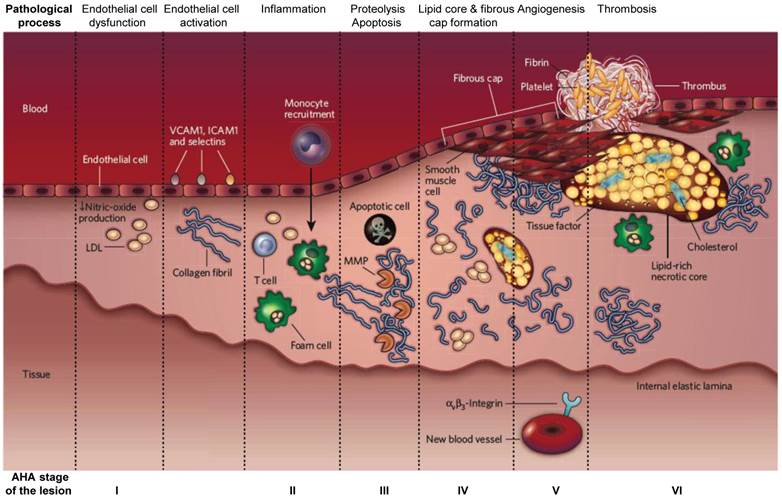 Pathological process
Endothelial cell dysfunction
Endothelial cell activation
Inflammation
Proteolysis Apoptosis
Lipid core & fibrous cap formation
Angiogenesis
Thrombosis
Blood
Endothelial cell
VCAM1, ICAM1
and selectins
Monocyte
recruitment
Fibrous cap
Fibrin
Platelet
Thrombus
↓Nitric-oxide
production
LDL
Collagen fibril
T cell
Foam cell
Apoptotic cell
MMP
Smooth
muscle
cell
Tissue factor
Cholesterol
Lipid-rich
necrotic core
Tissue
Internal elastic lamina
αvβ3-Integrin
New blood vessel
AHA stage
of the lesion
I
II
III
IV
V
VI